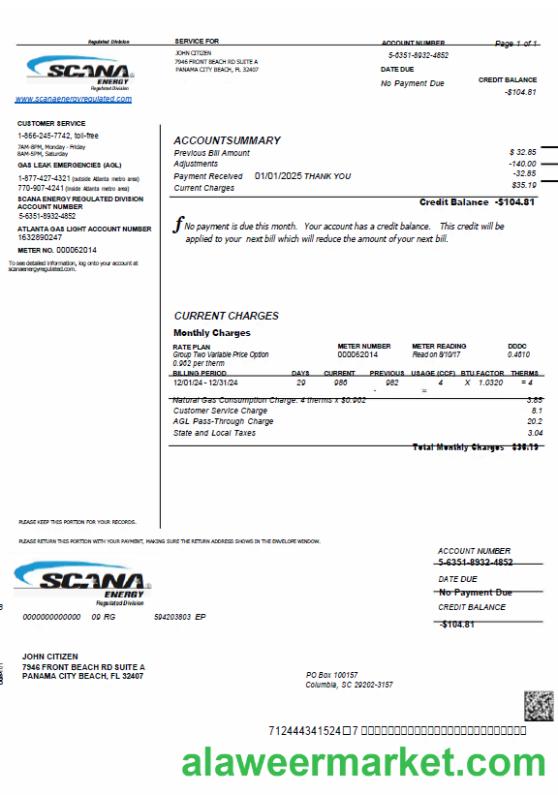 Regulated Division
SERVICE FOR
ACCOUNT NUMBER
Page 1 of 1
JOHN CITIZEN
7946 FRONT BEACH RD SUITE A
PANAMA CITY BEACH, FL 32407
5-6351-8932-4852
DATE DUE
No Payment Due
CREDIT BALANCE
-$104.81
SCANA
ENERGY
Regulated Division
www.scanaenergyregulated.com
CUSTOMER SERVICE
1-866-245-7742, toll-free
7AM-8PM, Monday - Friday
8AM-5PM, Saturday
GAS LEAK EMERGENCIES (AGL)
1-877-427-4321 (outside Atlanta metro area)
770-907-4241 (inside Atlanta metro area)
SCANA ENERGY REGULATED DIVISION
ACCOUNT NUMBER
5-6351-8932-4852
ATLANTA GAS LIGHT ACCOUNT NUMBER
1632890247
METER NO. 000062014
To see detailed information, log onto your account at
scanaenergyregulated.com.
ACCOUNTSUMMARY
Previous Bill Amount $ 32.85
Adjustments -140.00
Payment Received 01/01/2025 THANK YOU -32.85
Current Charges $35.19
Credit Balance -$104.81
No payment is due this month. Your account has a credit balance. This credit will be
applied to your next bill which will reduce the amount of your next bill.
CURRENT CHARGES
Monthly Charges
RATE PLAN METER NUMBER METER READING DDDC
Group Two Variable Price Option 000062014 Read on 8/10/17 0.4810
0.962 per therm
BILLING PERIOD DAYS CURRENT PREVIOUS USAGE (CCF) BTU FACTOR THERMS
12/01/24 - 12/31/24 29 986 982 4 X 1.0320 = 4
- =
Natural Gas Consumption Charge: 4 therms x $0.962 3.85
Customer Service Charge 8.1
AGL Pass-Through Charge 20.2
State and Local Taxes 3.04
Total Monthly Charges $35.19
PLEASE KEEP THIS PORTION FOR YOUR RECORDS.
PLEASE RETURN THIS PORTION WITH YOUR PAYMENT, MAKING SURE THE RETURN ADDRESS SHOWS IN THE ENVELOPE WINDOW.
SCANA
ENERGY
Regulated Division
ACCOUNT NUMBER
5-6351-8932-4852
DATE DUE
No Payment Due
CREDIT BALANCE
-$104.81
0000000000000 09 RG 594203803 EP
JOHN CITIZEN
7946 FRONT BEACH RD SUITE A
PANAMA CITY BEACH, FL 32407
PO Box 100157
Columbia, SC 29202-3157
alaweermarket.com